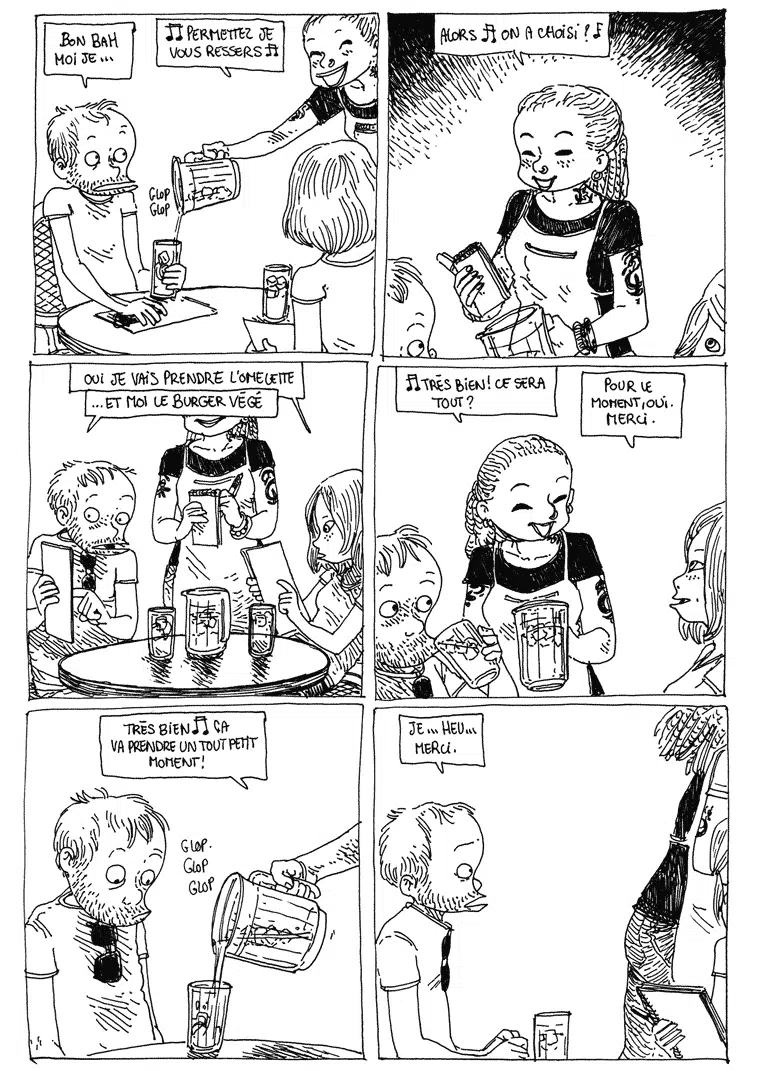 BON BAH
MOI JE...
♫ PERMETTEZ JE
VOUS RESSERS ♫
GLOP
GLOP
ALORS ♫ ON A CHOISI ! ♪
OUI JE VAIS PRENDRE L'OMELETTE
...ET MOI LE BURGER VÉGÉ
♫ TRÈS BIEN ! CE SERA
TOUT ?
POUR LE
MOMENT, OUI.
MERCI.
TRÈS BIEN ♫ ÇA
VA PRENDRE UN TOUT PETIT
MOMENT !
GLOP.
GLOP
GLOP
JE... HEU...
MERCI.